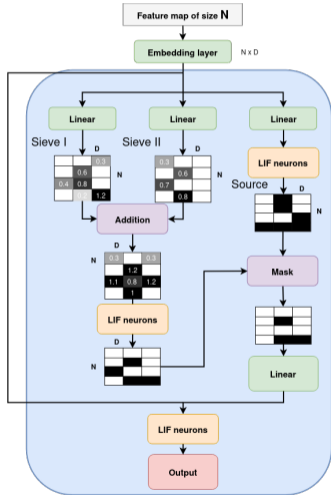 Feature map of size N
Embedding layer
N x D
Linear
Linear
Linear
Sieve I
Sieve II
LIF neurons
D
D
0.3
0.6
0.4 0.8
1.2
N
0.3
0.6
0.7
0.8
N
Source
D
N
Addition
D
N
0.3 0.3
1.2
1.1 0.8 1.2
1
Mask
LIF neurons
D
N
Linear
LIF neurons
Output